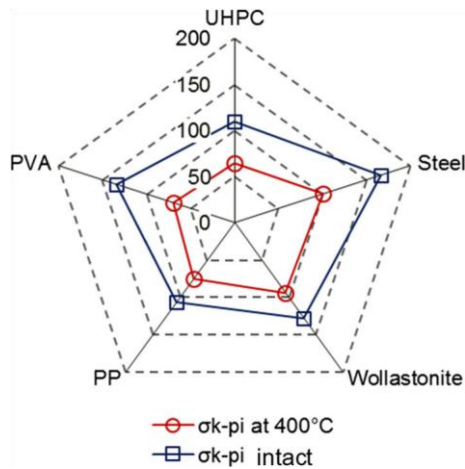 UHPC
200
150
100
50
0
PVA
Steel
PP
Wollastonite
σk-pi at 400°C
σk-pi intact